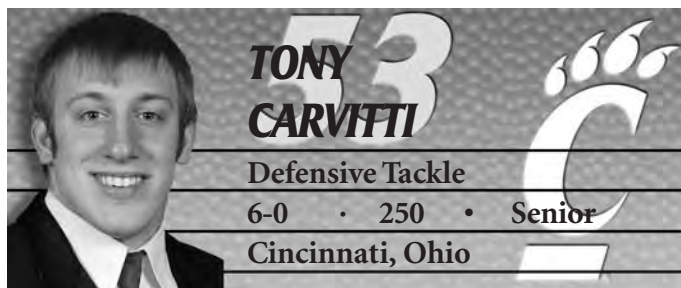 53
TONY
CARVITTI
Defensive Tackle
6-0 · 250 • Senior
Cincinnati, Ohio
C